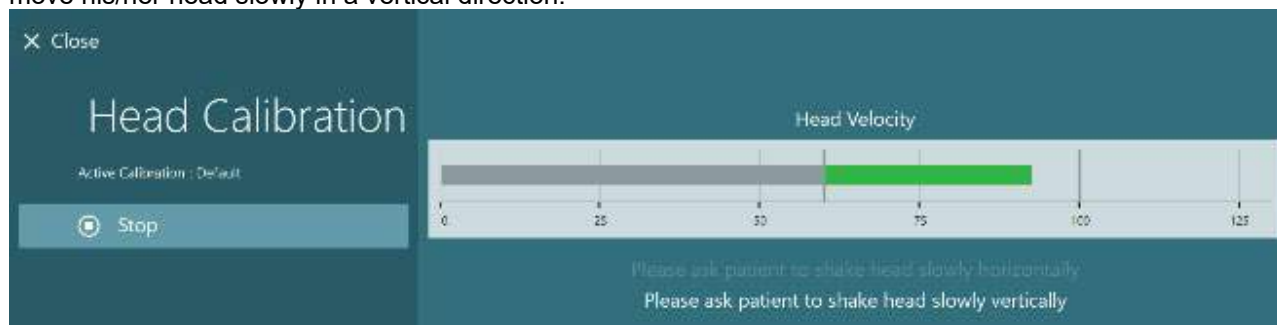 move his/her head slowly in a vertical direction.
Close
Head Calibration
Active Calibration : Default
Stop
Head Velocity
0 25 50 75 100 125
Please ask patient to shake head slowly horizontally
Please ask patient to shake head slowly vertically